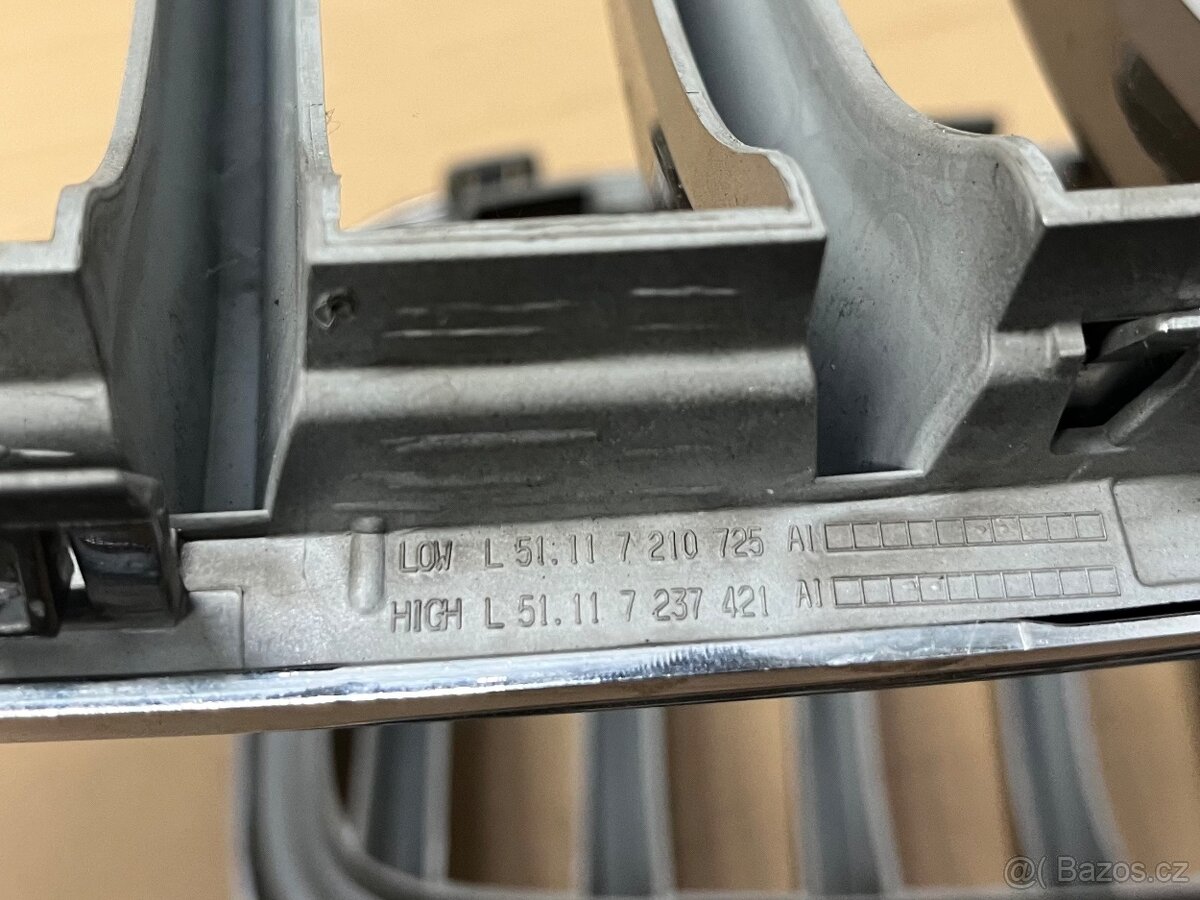 LOW L 51.11 7 210 725 AI
HIGH L 51.11 7 237 421 AI
@( Bazos.cz